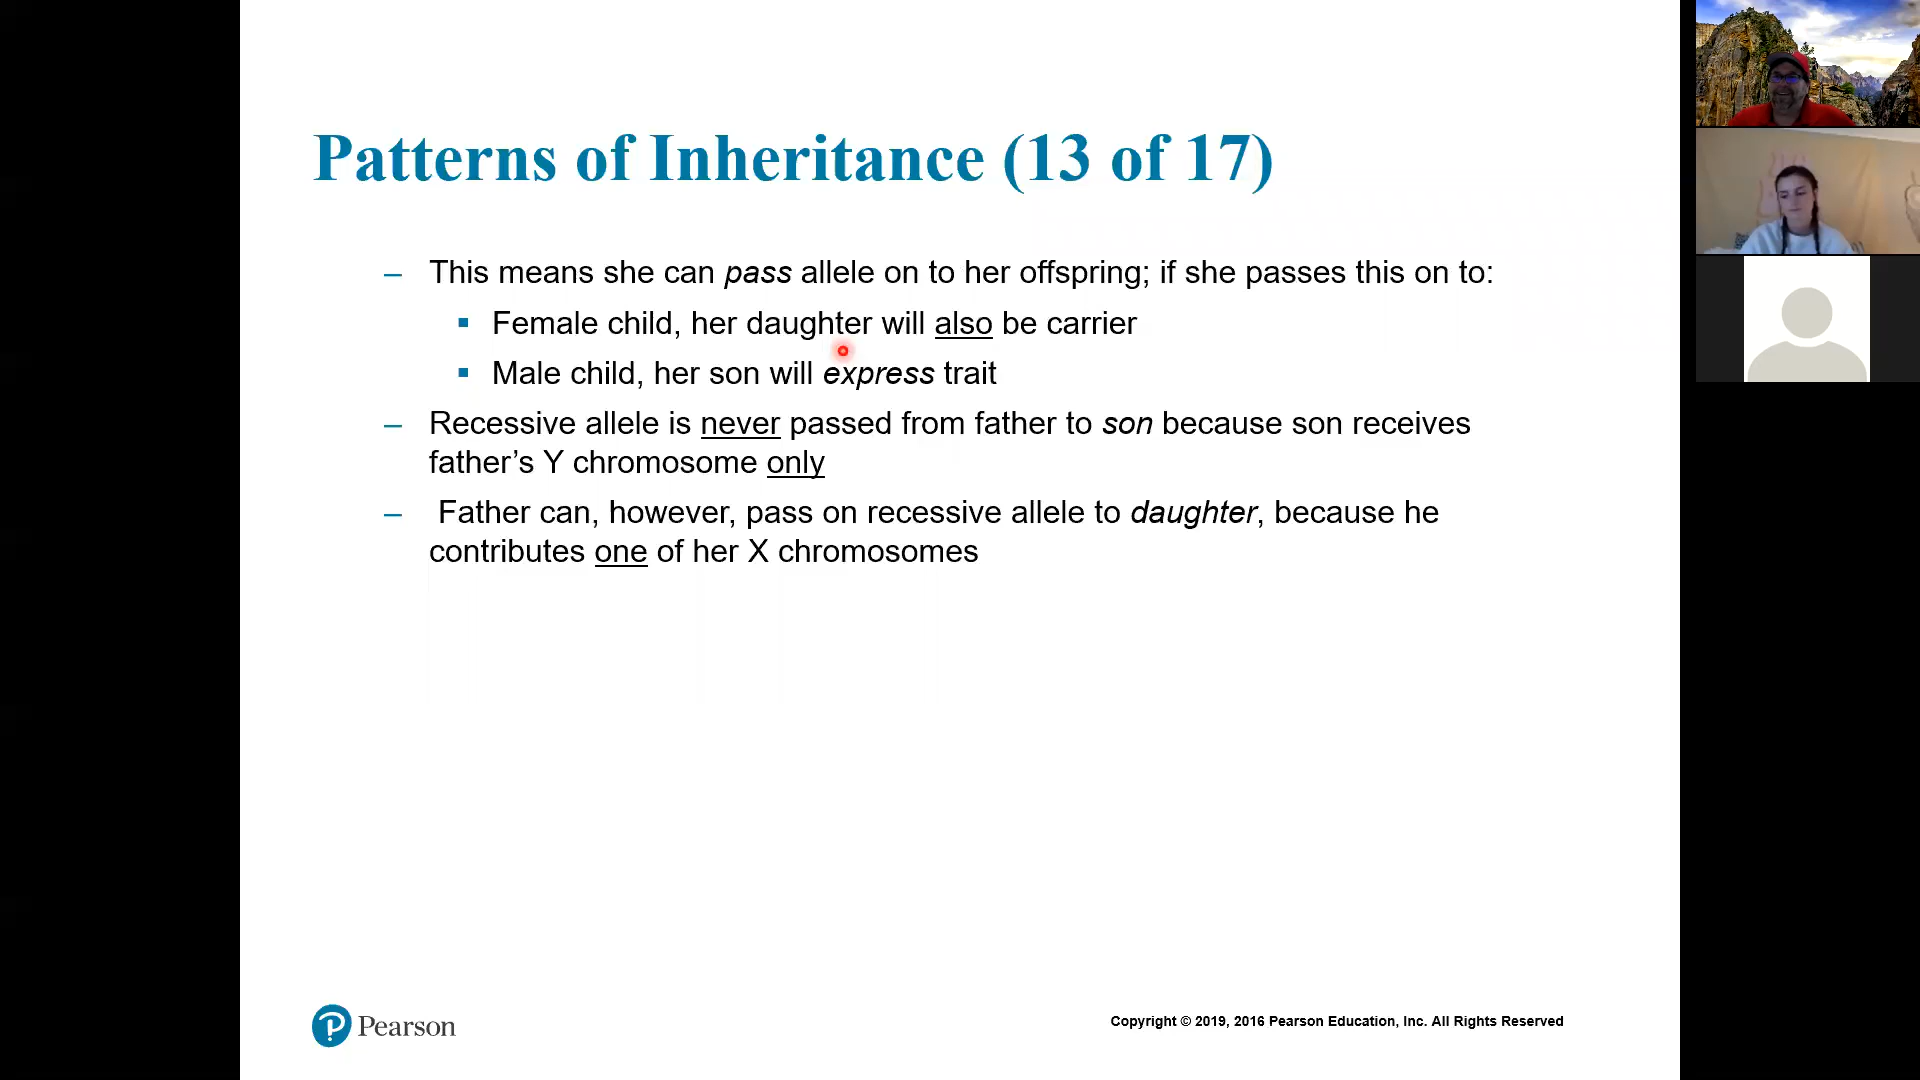 Patterns of Inheritance (13 of 17)
– This means she can pass allele on to her offspring; if she passes this on to:
▪ Female child, her daughter will also be carrier
▪ Male child, her son will express trait
– Recessive allele is never passed from father to son because son receives
father’s Y chromosome only
– Father can, however, pass on recessive allele to daughter, because he
contributes one of her X chromosomes
Pearson
Copyright © 2019, 2016 Pearson Education, Inc. All Rights Reserved